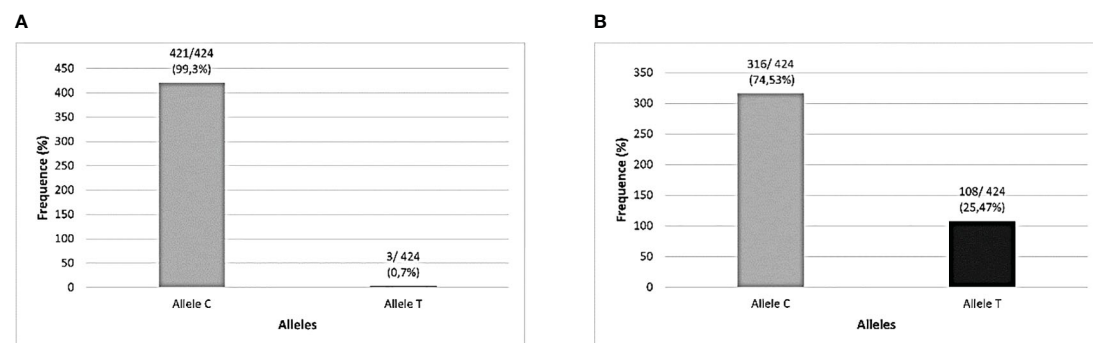 A
421/424
(99,3%)
450
400
350
300
250
200
150
100
50
0
Frequence (%)
3/ 424
(0,7%)
Allele C
Allele T
Alleles
B
316/ 424
(74,53%)
350
300
250
200
150
100
50
0
Frequence (%)
108/ 424
(25,47%)
Allele C
Allele T
Alleles